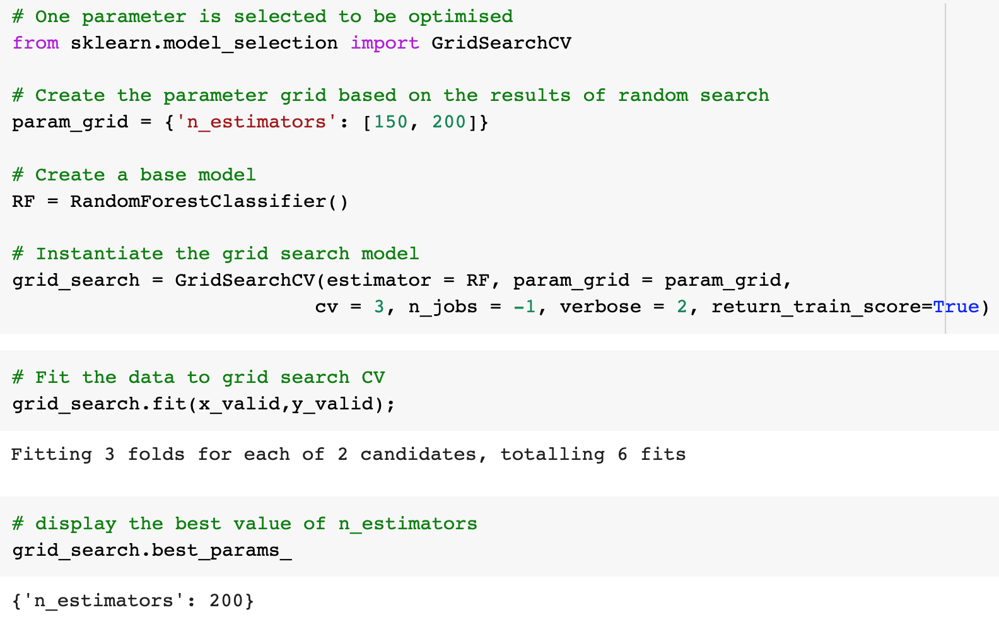 # One parameter is selected to be optimised
from sklearn.model_selection import GridSearchCV
# Create the parameter grid based on the results of random search
param_grid = {'n_estimators': [150, 200]}
# Create a base model
RF = RandomForestClassifier()
# Instantiate the grid search model
grid_search = GridSearchCV(estimator = RF, param_grid = param_grid,
                          cv = 3, n_jobs = -1, verbose = 2, return_train_score=True)
# Fit the data to grid search CV
grid_search.fit(x_valid,y_valid);
Fitting 3 folds for each of 2 candidates, totalling 6 fits
# display the best value of n_estimators
grid_search.best_params_
{'n_estimators': 200}